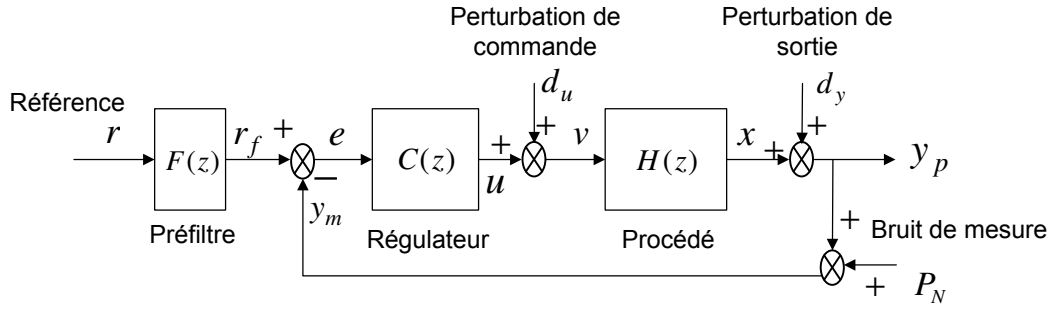 Perturbation de
commande
d_u
Perturbation de
sortie
d_y
Référence
r
F(z)
r_f
+
−
e
C(z)
+
u
+
v
H(z)
x
+
+
y_p
y_m
Préfiltre
Régulateur
Procédé
+
Bruit de mesure
+
P_N